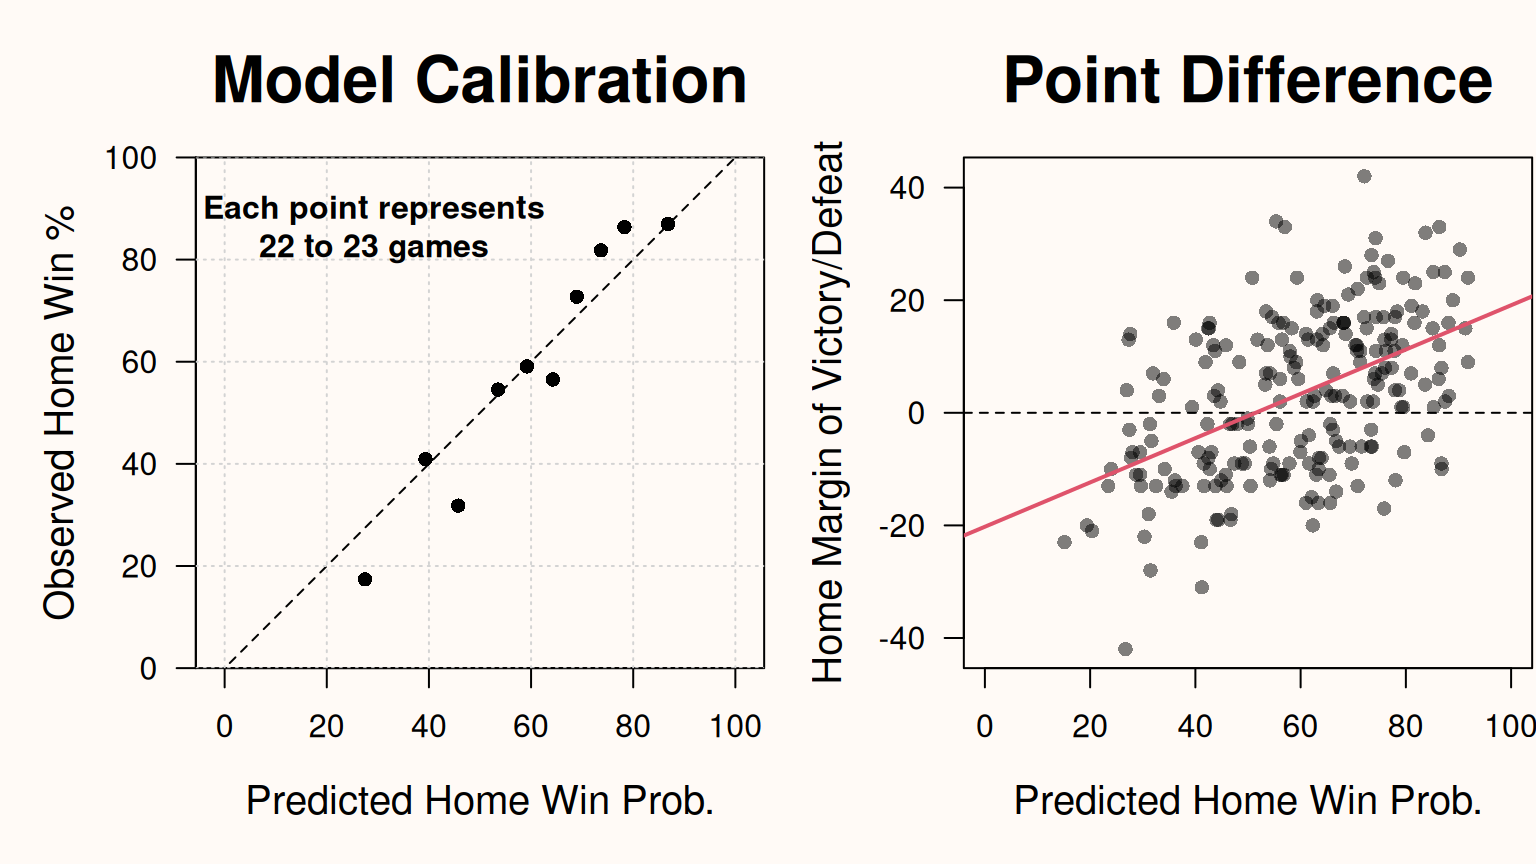 Model Calibration
Observed Home Win %
100
80
60
40
20
0
Each point represents
22 to 23 games
0 20 40 60 80 100
Predicted Home Win Prob.
Point Difference
Home Margin of Victory/Defeat
40
20
0
-20
-40
0 20 40 60 80 100
Predicted Home Win Prob.